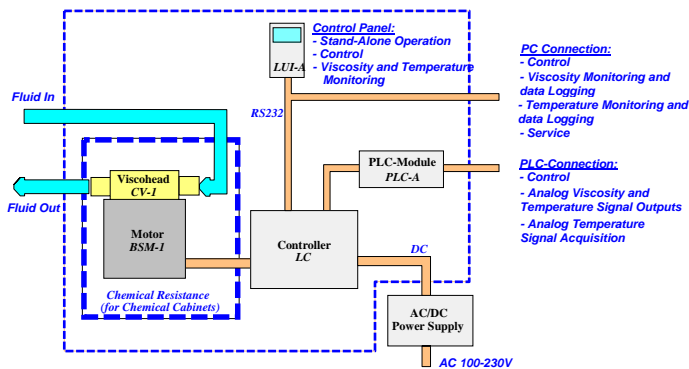 Control Panel:
- Stand-Alone Operation
- Control
- Viscosity and Temperature
Monitoring
LUI-A
PC Connection:
- Control
- Viscosity Monitoring and
data Logging
- Temperature Monitoring and
data Logging
- Service
Fluid In
RS232
Viscohead
CV-1
Fluid Out
Motor
BSM-1
PLC-Module
PLC-A
PLC-Connection:
- Control
- Analog Viscosity and
Temperature Signal Outputs
- Analog Temperature
Signal Acquisition
Controller
LC
DC
Chemical Resistance
(for Chemical Cabinets)
AC/DC
Power Supply
AC 100-230V